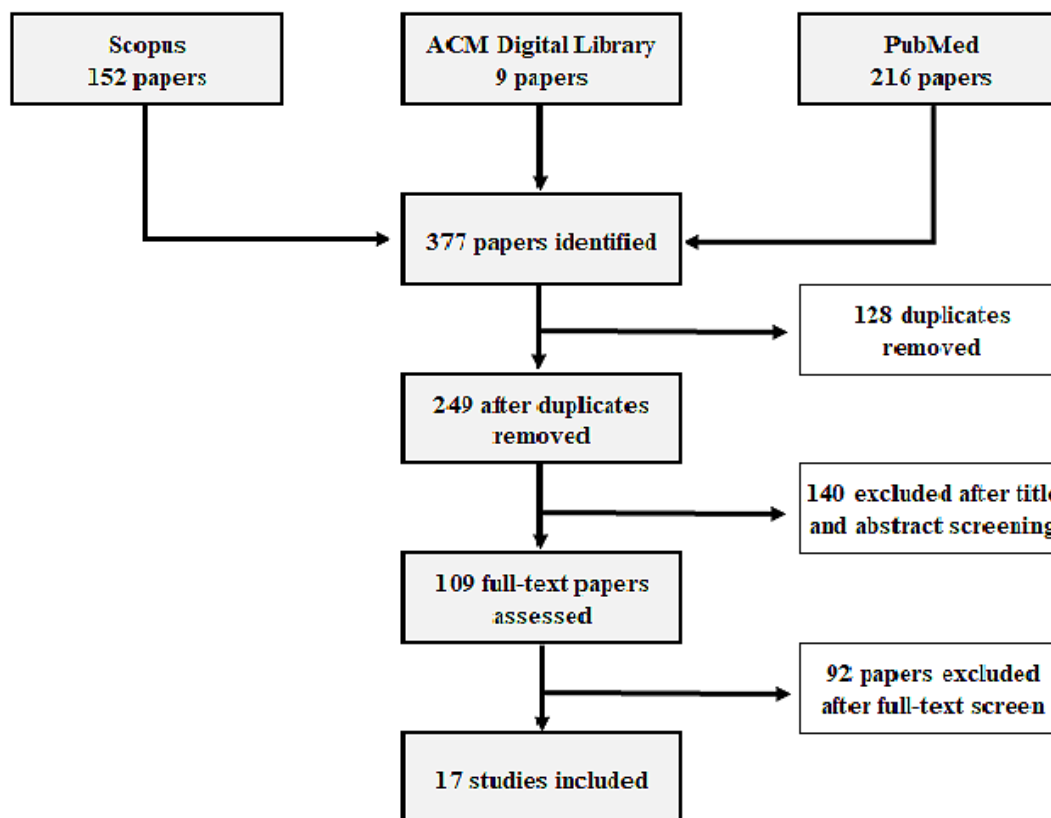 Scopus
152 papers
ACM Digital Library
9 papers
PubMed
216 papers
377 papers identified
128 duplicates
removed
249 after duplicates
removed
140 excluded after title
and abstract screening
109 full-text papers
assessed
92 papers excluded
after full-text screen
17 studies included